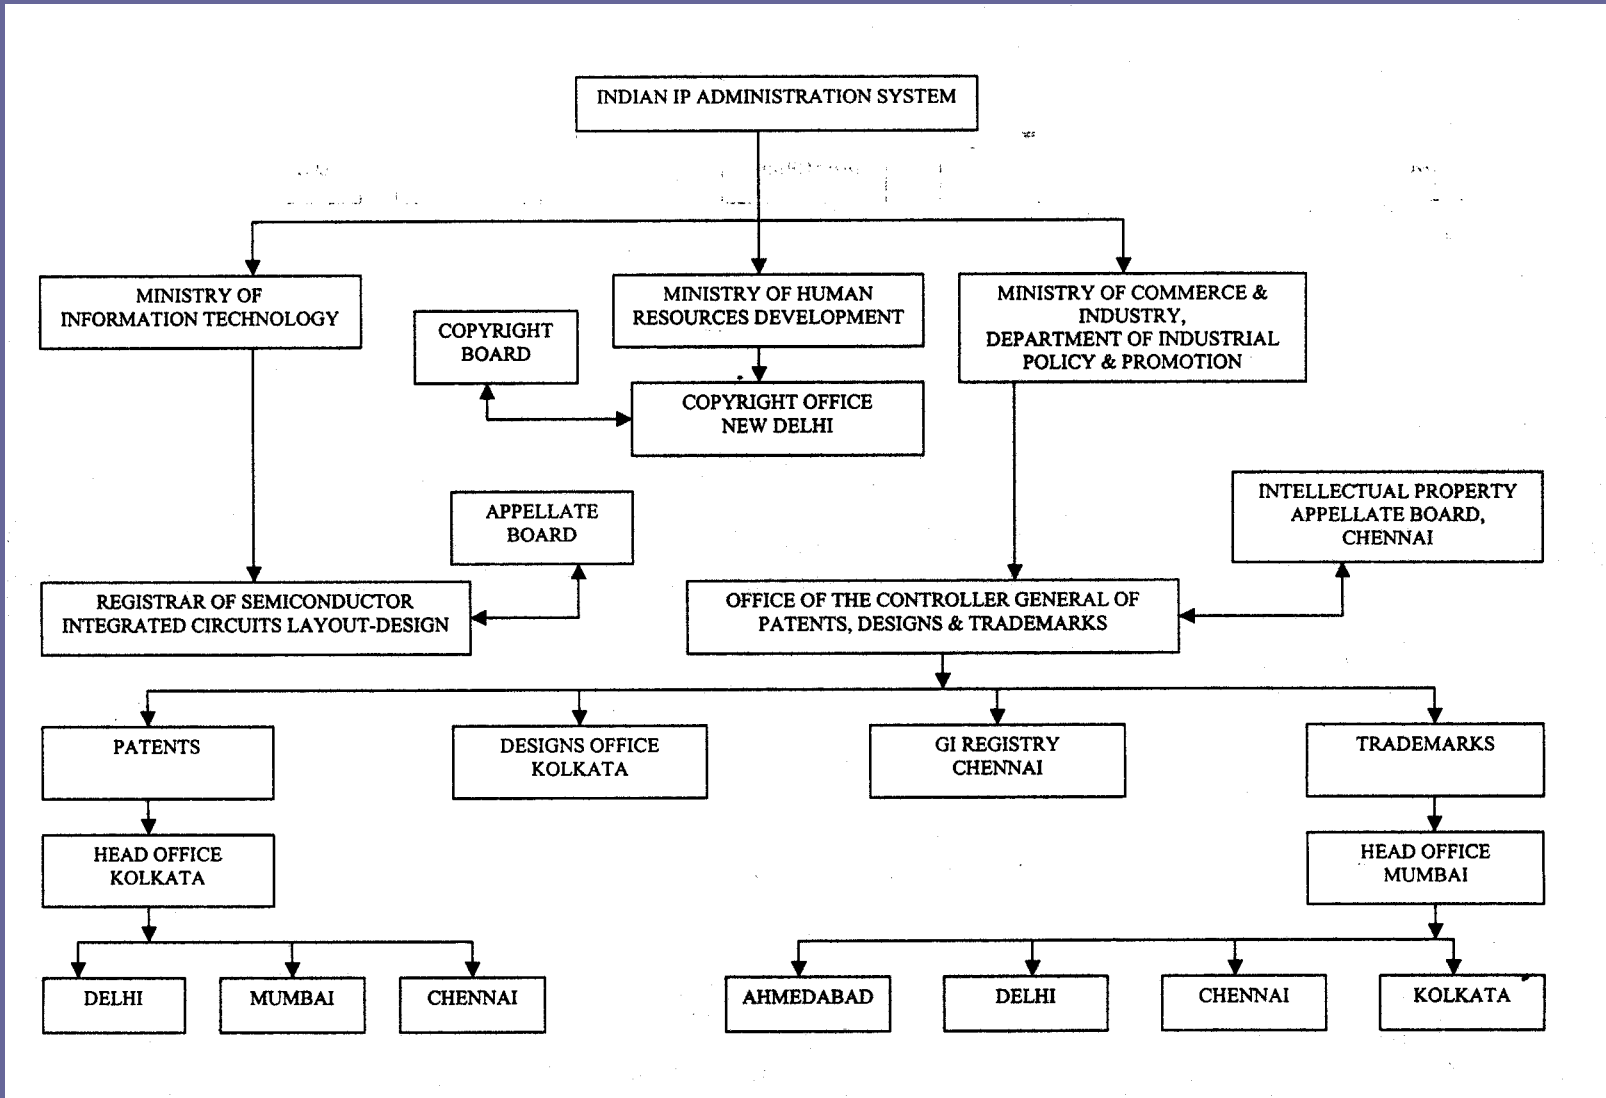 INDIAN IP ADMINISTRATION SYSTEM
MINISTRY OF
INFORMATION TECHNOLOGY
MINISTRY OF HUMAN
RESOURCES DEVELOPMENT
MINISTRY OF COMMERCE &
INDUSTRY,
DEPARTMENT OF INDUSTRIAL
POLICY & PROMOTION
COPYRIGHT
BOARD
COPYRIGHT OFFICE
NEW DELHI
APPELLATE
BOARD
INTELLECTUAL PROPERTY
APPELLATE BOARD,
CHENNAI
REGISTRAR OF SEMICONDUCTOR
INTEGRATED CIRCUITS LAYOUT-DESIGN
OFFICE OF THE CONTROLLER GENERAL OF
PATENTS, DESIGNS & TRADEMARKS
PATENTS
DESIGNS OFFICE
KOLKATA
GI REGISTRY
CHENNAI
TRADEMARKS
HEAD OFFICE
KOLKATA
HEAD OFFICE
MUMBAI
DELHI
MUMBAI
CHENNAI
AHMEDABAD
DELHI
CHENNAI
KOLKATA